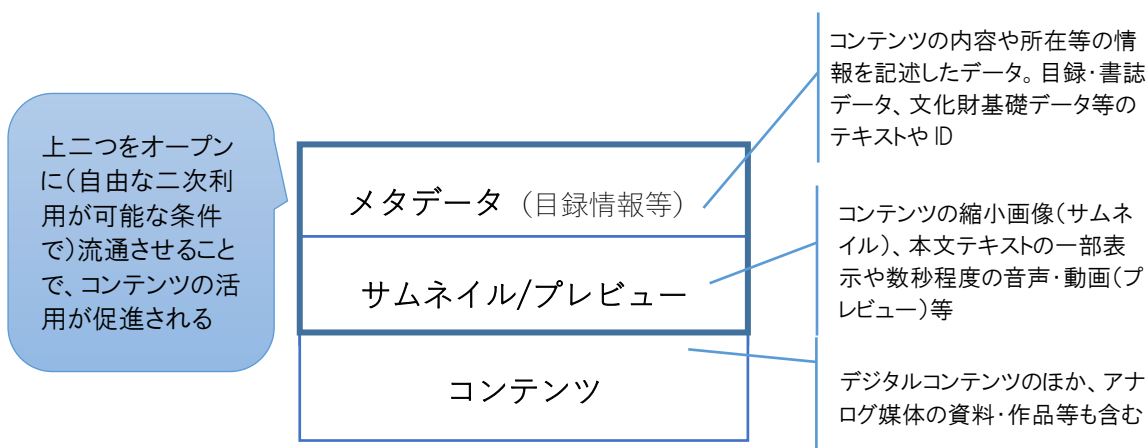 上二つをオープン
に(自由な二次利
用が可能な条件
で)流通させること
で、コンテンツの活
用が促進される
メタデータ(目録情報等)
サムネイル/プレビュー
コンテンツ
コンテンツの内容や所在等の情
報を記述したデータ。目録・書誌
データ、文化財基礎データ等の
テキストや ID
コンテンツの縮小画像(サムネ
イル)、本文テキストの一部表
示や数秒程度の音声・動画(プ
レビュー)等
デジタルコンテンツのほか、アナ
ログ媒体の資料・作品等も含む